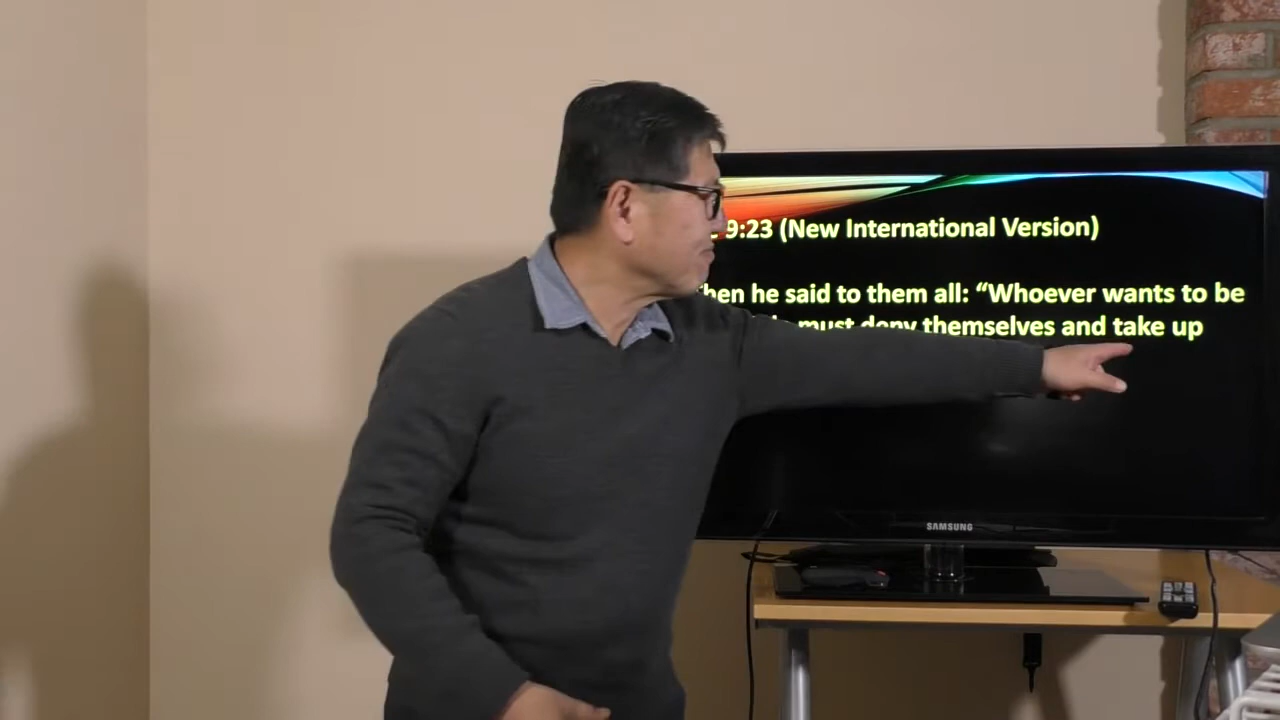 9:23 (New International Version)
hen he said to them all: “Whoever wants to be
must deny themselves and take up
SAMSUNG